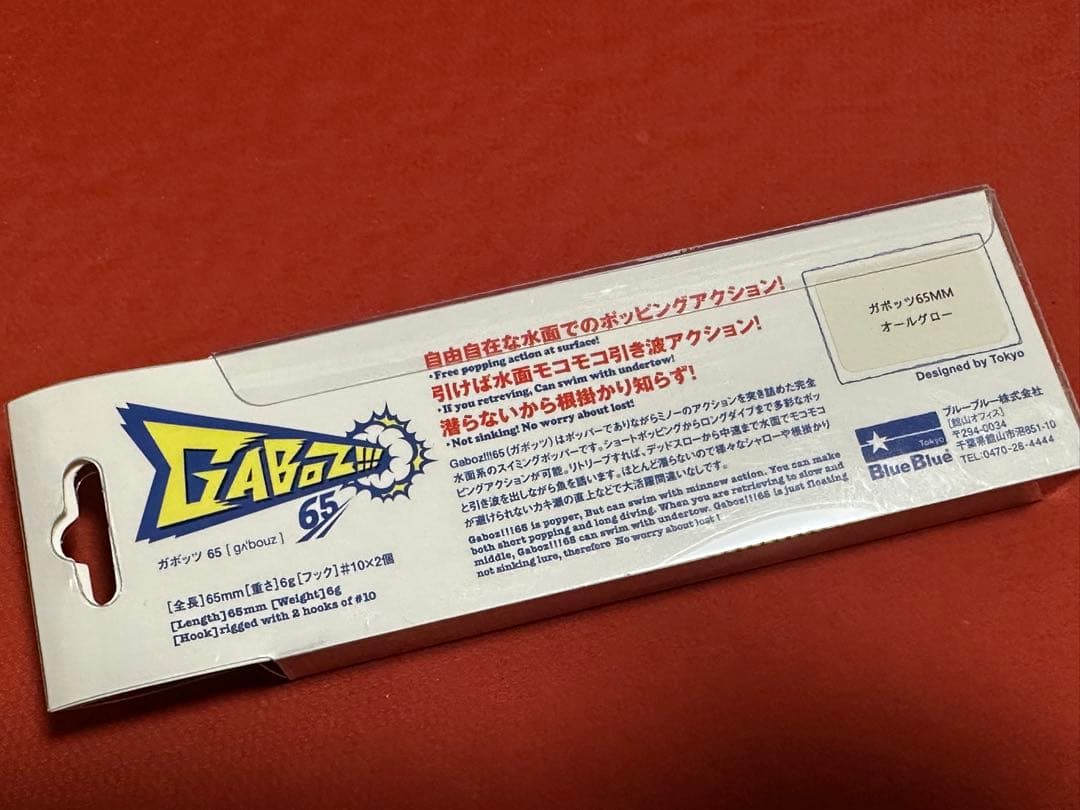 GABOZ!!!
65
ガボッツ 65 [gʌ'bouz]
[全長]65mm[重さ]6g[フック]#10×2個
[Length]65mm [Weight]6g
[Hook]rigged with 2 hooks of #10
自由自在な水面でのポッピングアクション!
・Free popping action at surface!
引けば水面モコモコ引き波アクション!
・If you retreving, Can swim with undertow!
潜らないから根掛かり知らず!
・Not sinking! No worry about lost!
Gaboz!!!65(ガボッツ)はポッパーでありながらミノーのアクションを突き詰めた完全
水面系のスイミングポッパーです。ショートポッピングからロングダイブまで多彩なポッ
ピングアクションが可能。リトリーブすれば、デッドスローから中速まで水面でモコモコ
と引き波を出しながら魚を誘います。ほとんど潜らないので様々なシャローや根掛かり
が避けられないカキ瀬の直上などで大活躍間違いなしです。
Gaboz!!!65 is popper, But can swim with minnow action. You can make
both short popping and long diving. When you are retrieving to slow and
middle, Gaboz!!!65 can swim with undertow. Gaboz!!!65 is just floating
not sinking lure, therefore No worry about lost!
ガボッツ65MM
オールグロー
Designed by Tokyo
Tokyo
BlueBlue
ブルーブルー株式会社
[館山オフィス]
〒294-0034
千葉県館山市沼851-10
TEL:0470-26-4444